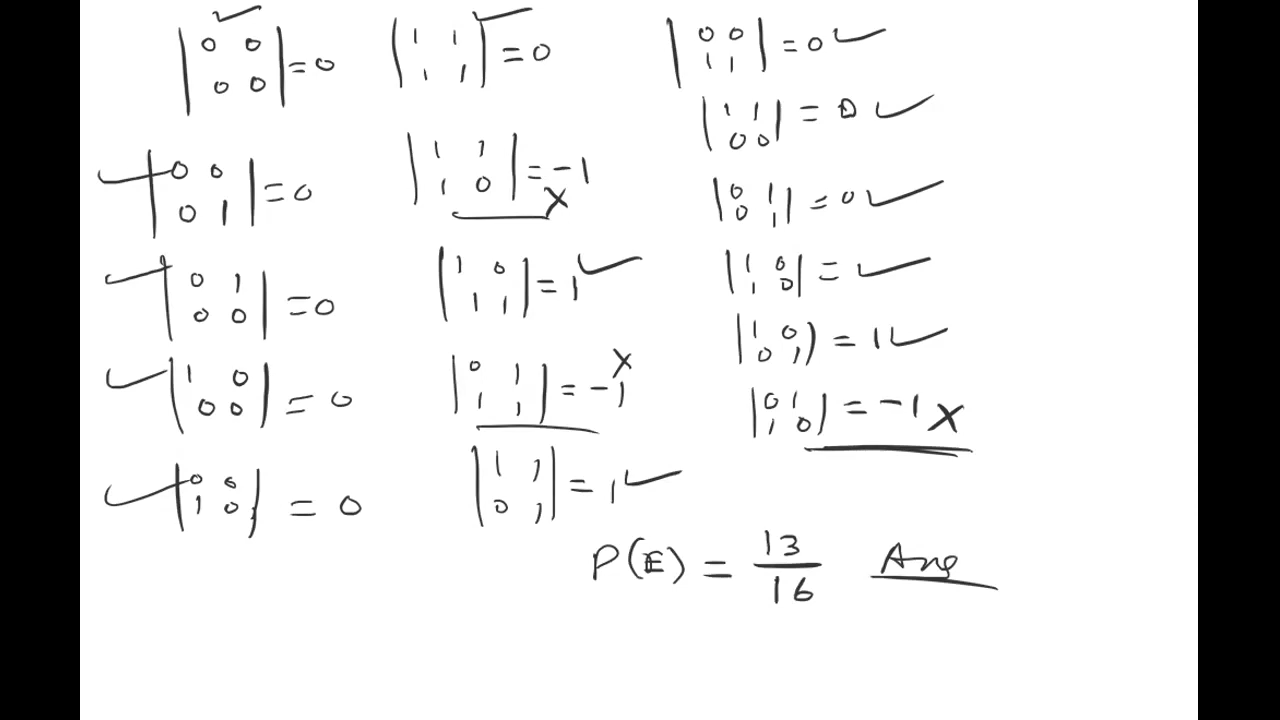 |0 0|
|0 0| = 0
|0 0|
|0 1| = 0
|0 1|
|0 0| = 0
|1 0|
|0 0| = 0
|0 0|
|1 0| = 0
|1 1|
|1 1| = 0
|1 1|
|1 0| = -1 X
|1 0|
|1 1| = 1
|0 1|
|1 1| = -1 X
|1 1|
|0 1| = 1
|0 0|
|1 1| = 0
|1 1|
|0 0| = 0
|0 1|
|0 1| = 0
|1 0|
|1 0| =
|1 0|
|0 1| = 1
|0 1|
|1 0| = -1 X
P(E) = 13/16 Ans